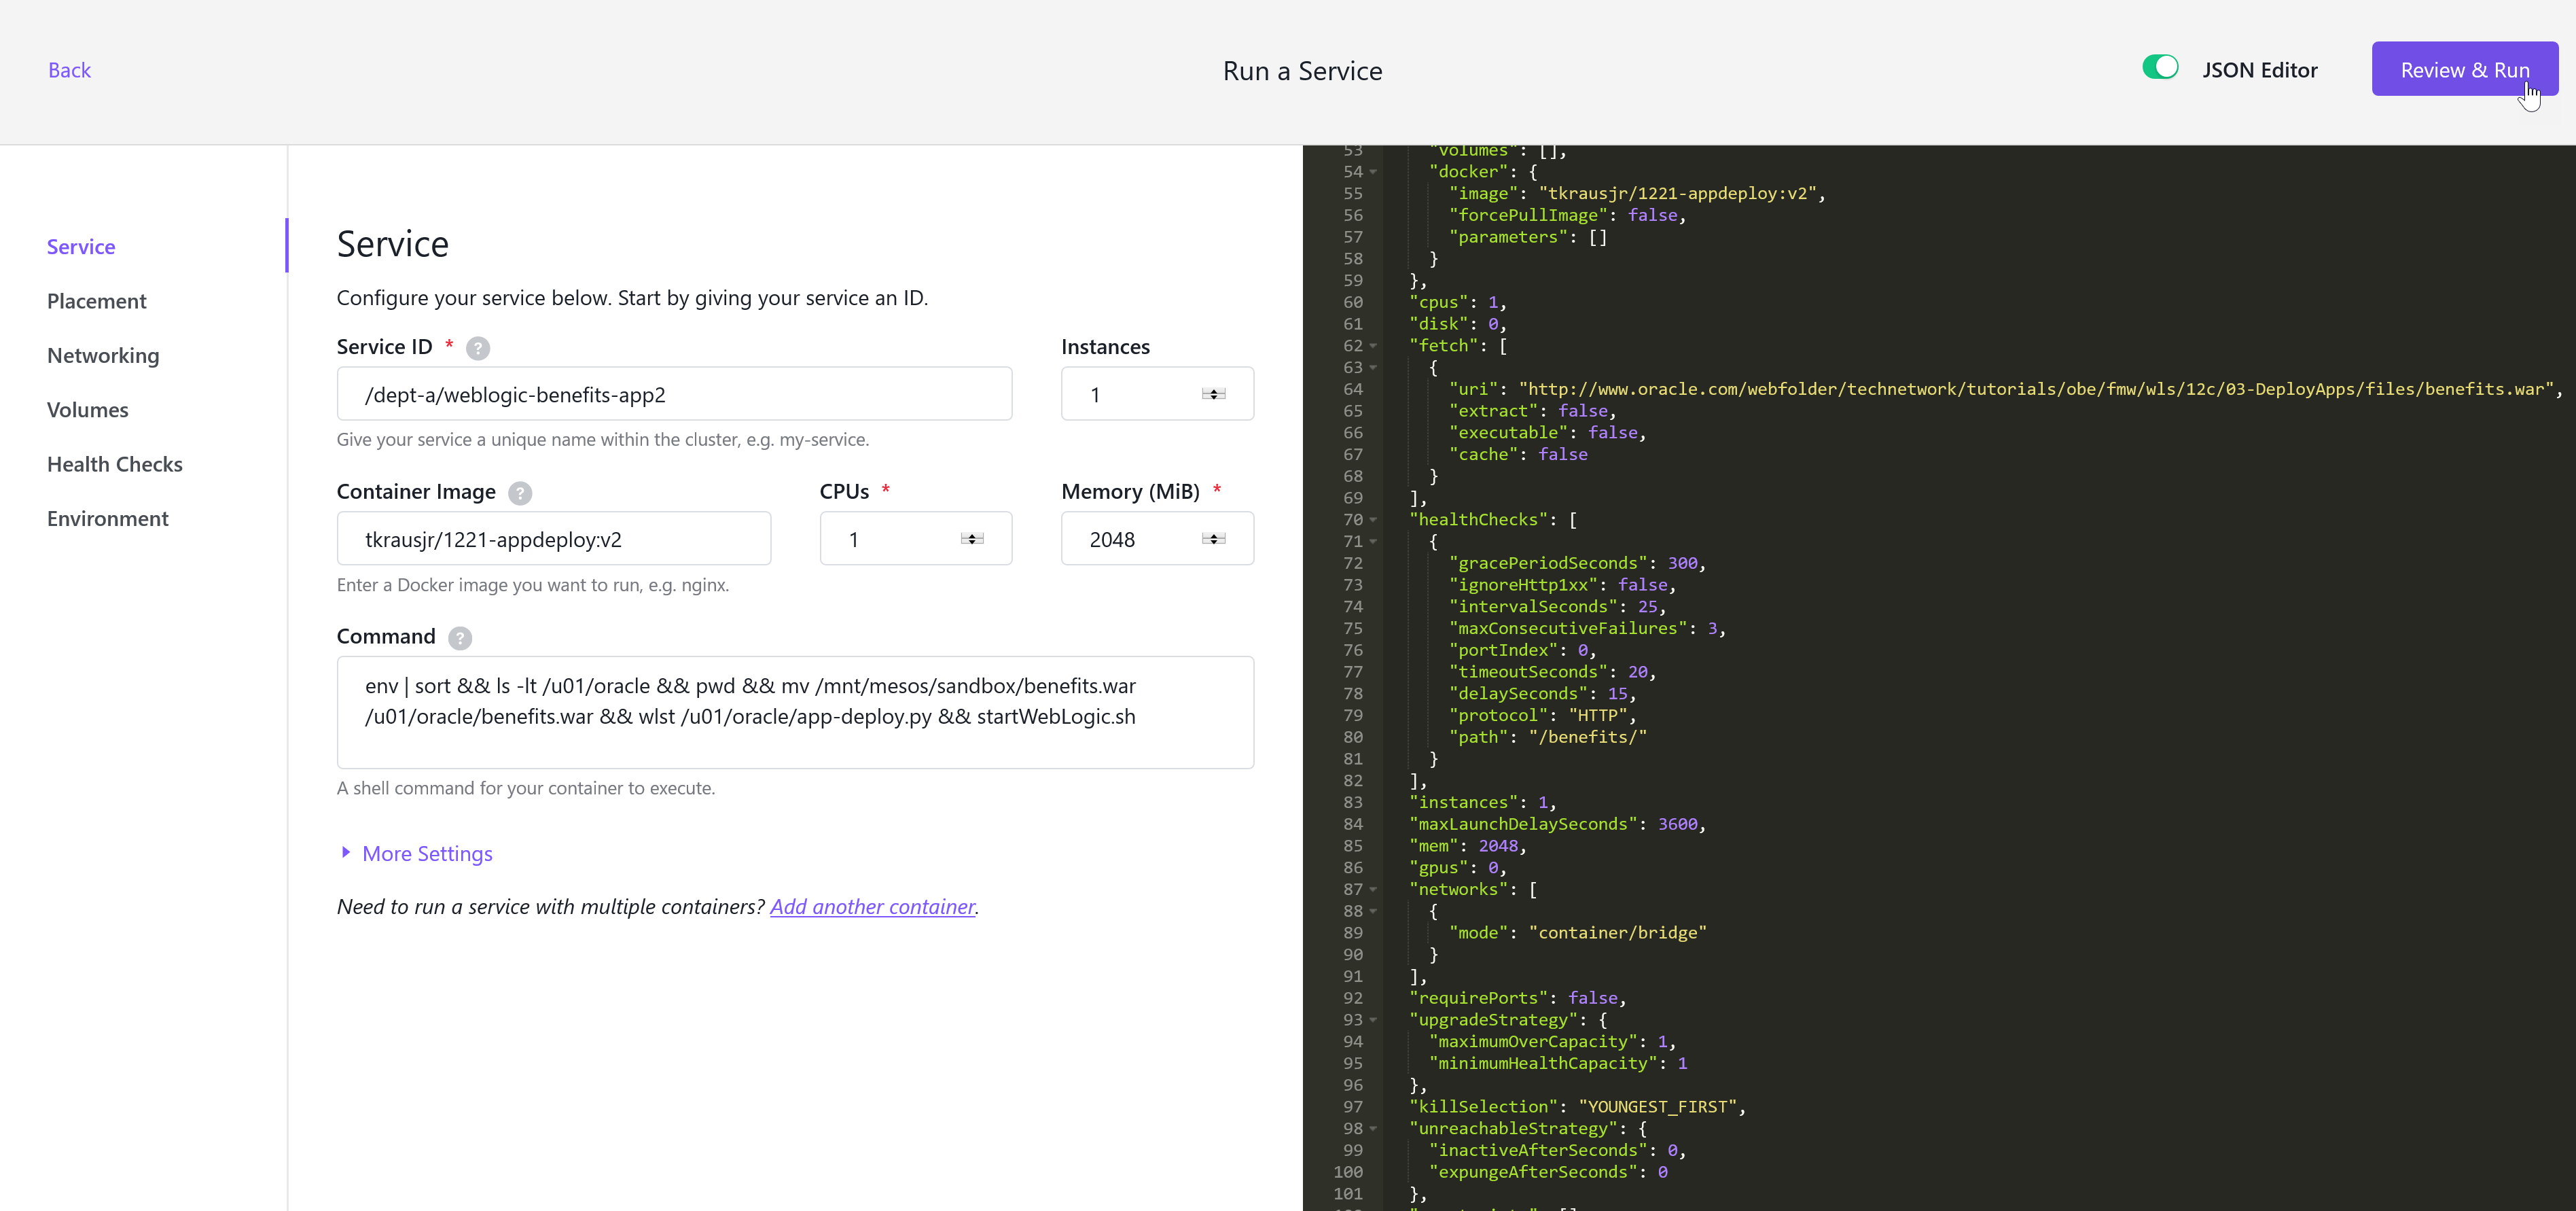 Back
Run a Service
JSON Editor
Review & Run
Service
Placement
Networking
Volumes
Health Checks
Environment
Service
Configure your service below. Start by giving your service an ID.
Service ID * ?
Instances
/dept-a/weblogic-benefits-app2
1
Give your service a unique name within the cluster, e.g. my-service.
Container Image ?
CPUs *
Memory (MiB) *
tkrausjr/1221-appdeploy:v2
1
2048
Enter a Docker image you want to run, e.g. nginx.
Command ?
env | sort && ls -lt /u01/oracle && pwd && mv /mnt/mesos/sandbox/benefits.war
/u01/oracle/benefits.war && wlst /u01/oracle/app-deploy.py && startWebLogic.sh
A shell command for your container to execute.
More Settings
Need to run a service with multiple containers? Add another container.
53 "volumes": [],
54 "docker": {
55 "image": "tkrausjr/1221-appdeploy:v2",
56 "forcePullImage": false,
57 "parameters": []
58 }
59 },
60 "cpus": 1,
61 "disk": 0,
62 "fetch": [
63 {
64 "uri": "http://www.oracle.com/webfolder/technetwork/tutorials/obe/fmw/wls/12c/03-DeployApps/files/benefits.war",
65 "extract": false,
66 "executable": false,
67 "cache": false
68 }
69 ],
70 "healthChecks": [
71 {
72 "gracePeriodSeconds": 300,
73 "ignoreHttp1xx": false,
74 "intervalSeconds": 25,
75 "maxConsecutiveFailures": 3,
76 "portIndex": 0,
77 "timeoutSeconds": 20,
78 "delaySeconds": 15,
79 "protocol": "HTTP",
80 "path": "/benefits/"
81 }
82 ],
83 "instances": 1,
84 "maxLaunchDelaySeconds": 3600,
85 "mem": 2048,
86 "gpus": 0,
87 "networks": [
88 {
89 "mode": "container/bridge"
90 }
91 ],
92 "requirePorts": false,
93 "upgradeStrategy": {
94 "maximumOverCapacity": 1,
95 "minimumHealthCapacity": 1
96 },
97 "killSelection": "YOUNGEST_FIRST",
98 "unreachableStrategy": {
99 "inactiveAfterSeconds": 0,
100 "expungeAfterSeconds": 0
101 },